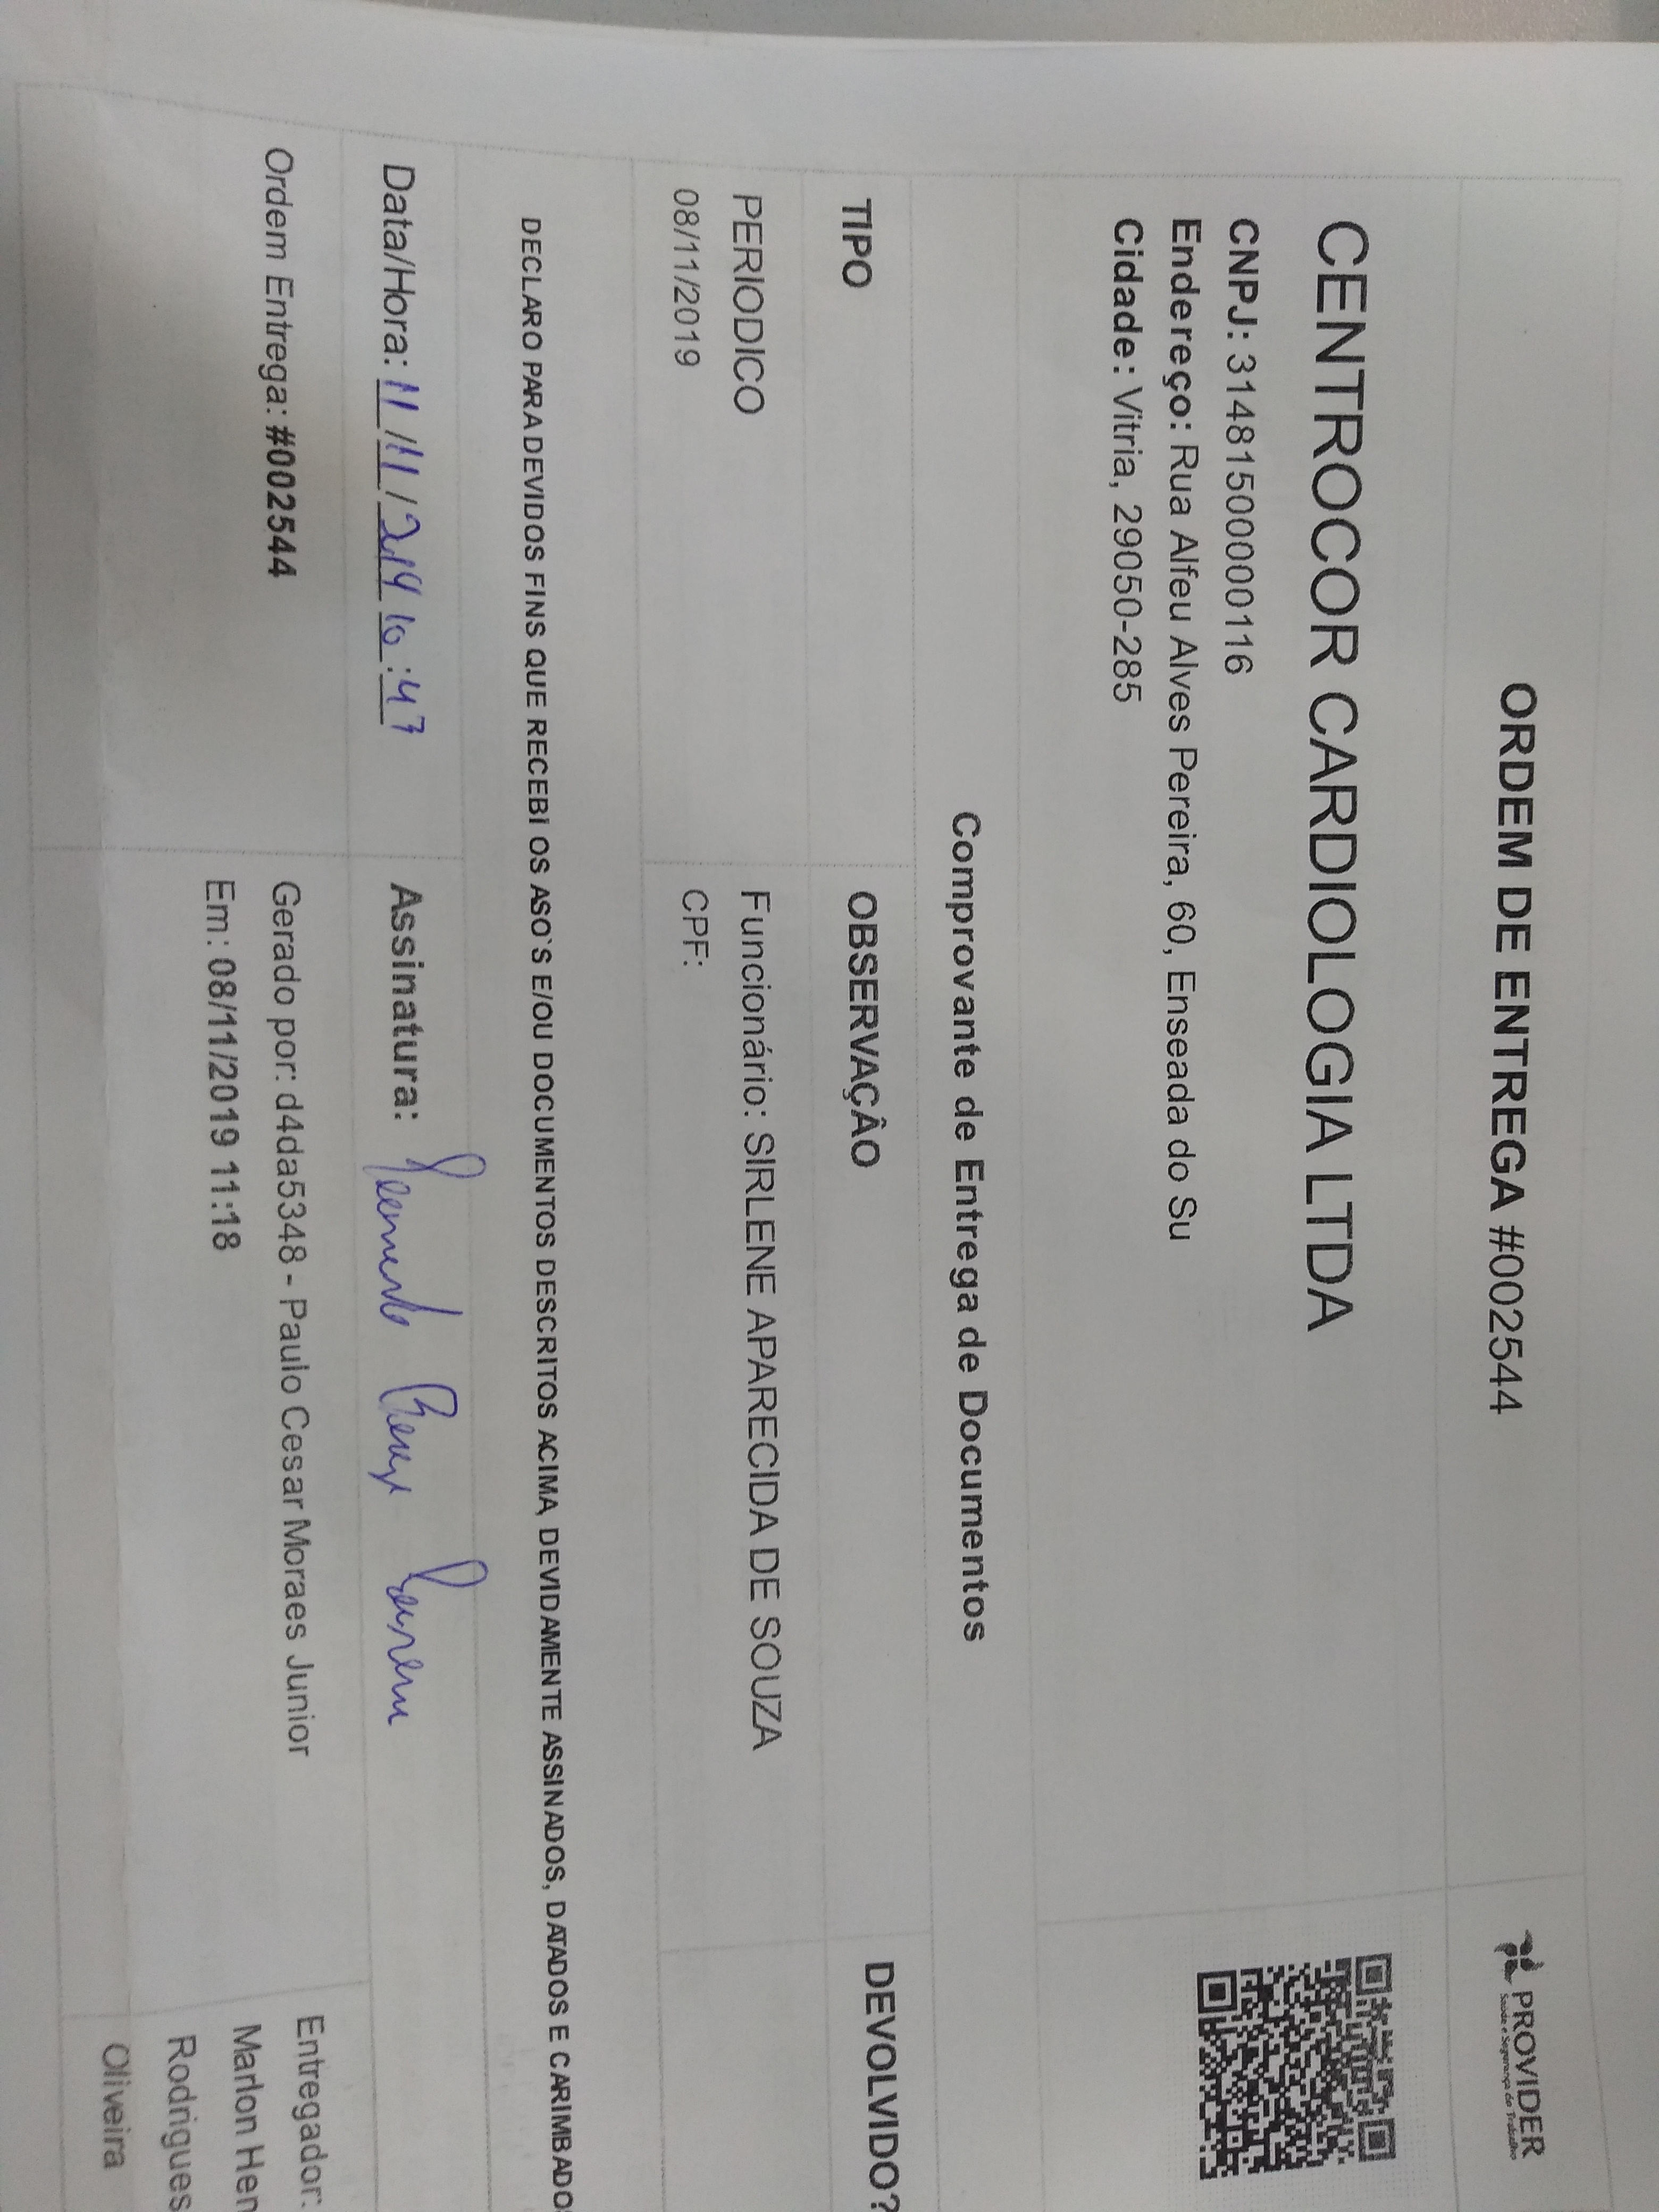 ORDEM DE ENTREGA #002544
PROVIDER
Saúde e Segurança do Trabalho
CENTROCOR CARDIOLOGIA LTDA
CNPJ: 31481500000116
Endereço: Rua Alfeu Alves Pereira, 60, Enseada do Su
Cidade: Vitria, 29050-285
Comprovante de Entrega de Documentos
TIPO OBSERVAÇÂO DEVOLVIDO?
PERIODICO Funcionário: SIRLENE APARECIDA DE SOUZA
08/11/2019 CPF:
DECLARO PARA DEVIDOS FINS QUE RECEBI OS ASO`S E/OU DOCUMENTOS DESCRITOS ACIMA, DEVIDAMENTE ASSINADOS, DATADOS E CARIMBADO
Data/Hora: 11/11/ 10:47 Assinatura:
Ordem Entrega: #002544 Gerado por: d4da5348 - Paulo Cesar Moraes Junior Entregador:
Em: 08/11/2019 11:18 Marlon Hen
Rodrigues
Oliveira